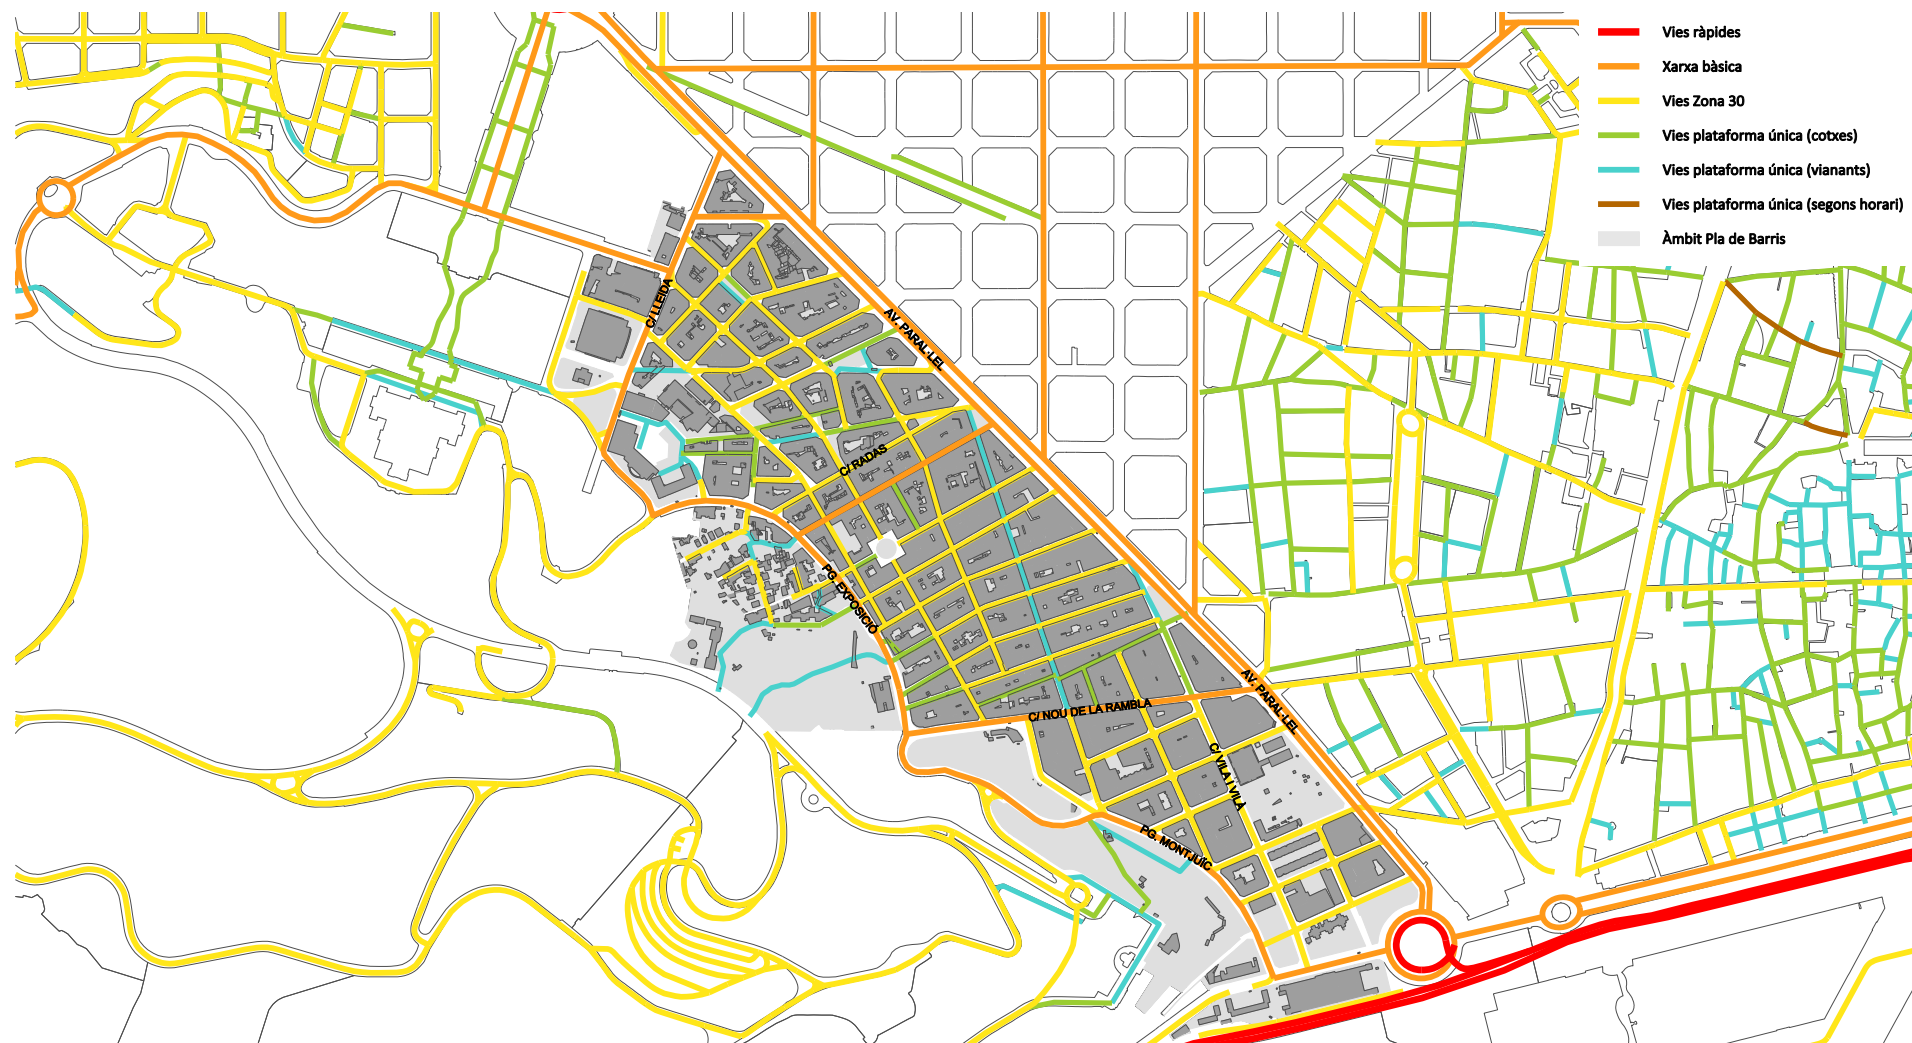 Vies ràpides
Xarxa bàsica
Vies Zona 30
Vies plataforma única (cotxes)
Vies plataforma única (vianants)
Vies plataforma única (segons horari)
Àmbit Pla de Barris
C/ LLEIDA
AV. PARAL·LEL
C/ RADAS
PG. EXPOSICIÓ
C/ NOU DE LA RAMBLA
AV. PARAL·LEL
C/ VILA I VILÀ
PG. MONTJUÏC